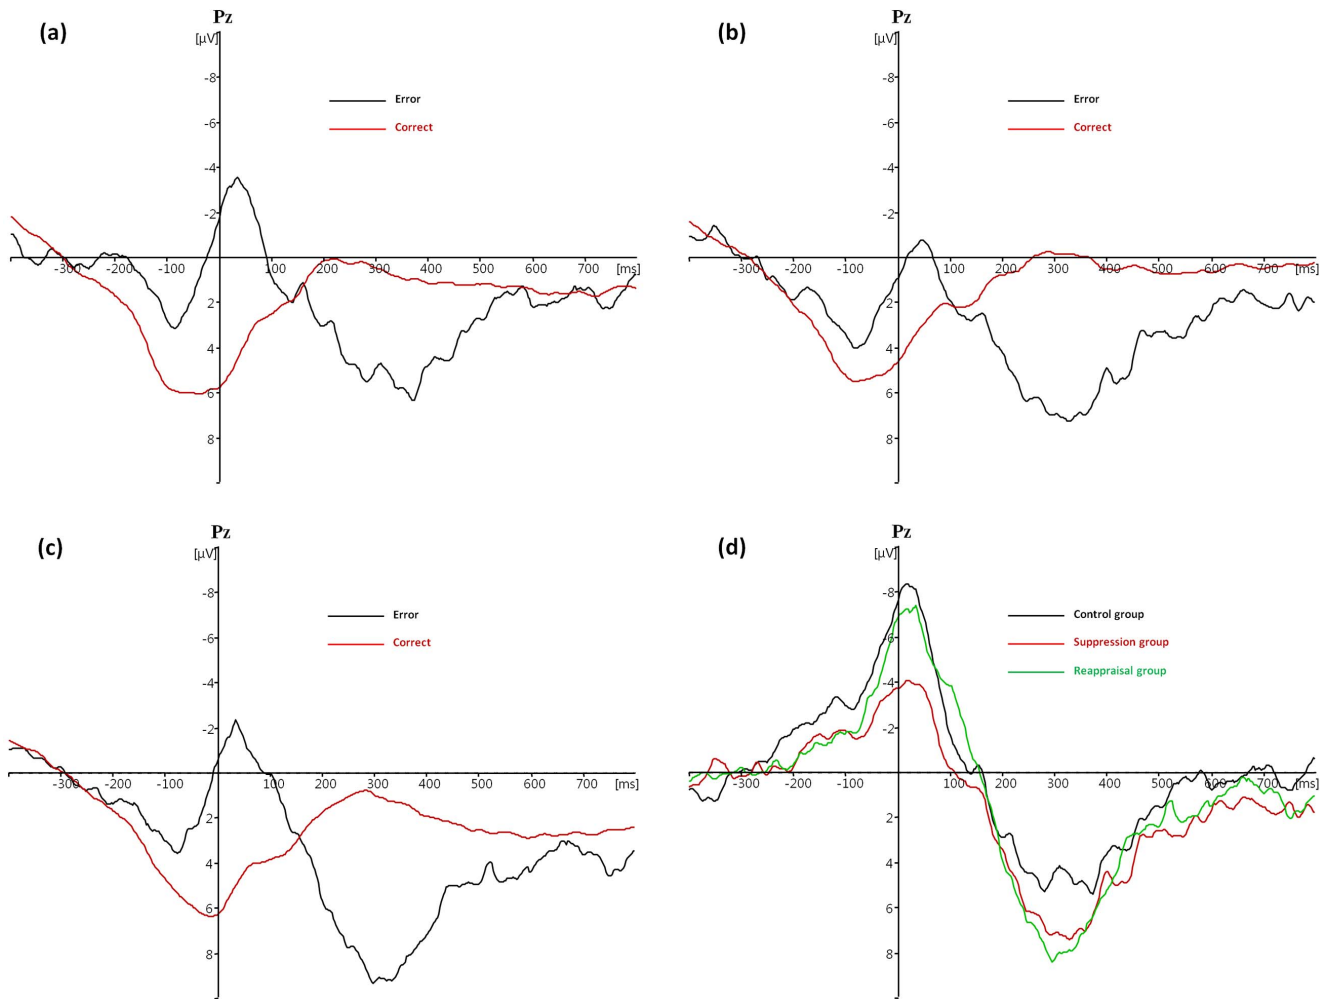 (a)
Pz
[µV]
-8
-6
-4
-2
2
4
6
8
-300
-200
-100
100
200
300
400
500
600
700
[ms]
Error
Correct
(b)
Pz
[µV]
-8
-6
-4
-2
2
4
6
8
-300
-200
-100
100
200
300
400
500
600
700
[ms]
Error
Correct
(c)
Pz
[µV]
-8
-6
-4
-2
2
4
6
8
-300
-200
-100
100
200
300
400
500
600
700
[ms]
Error
Correct
(d)
Pz
[µV]
-8
-6
-4
-2
2
4
6
8
-300
-200
-100
100
200
300
400
500
600
700
[ms]
Control group
Suppression group
Reappraisal group